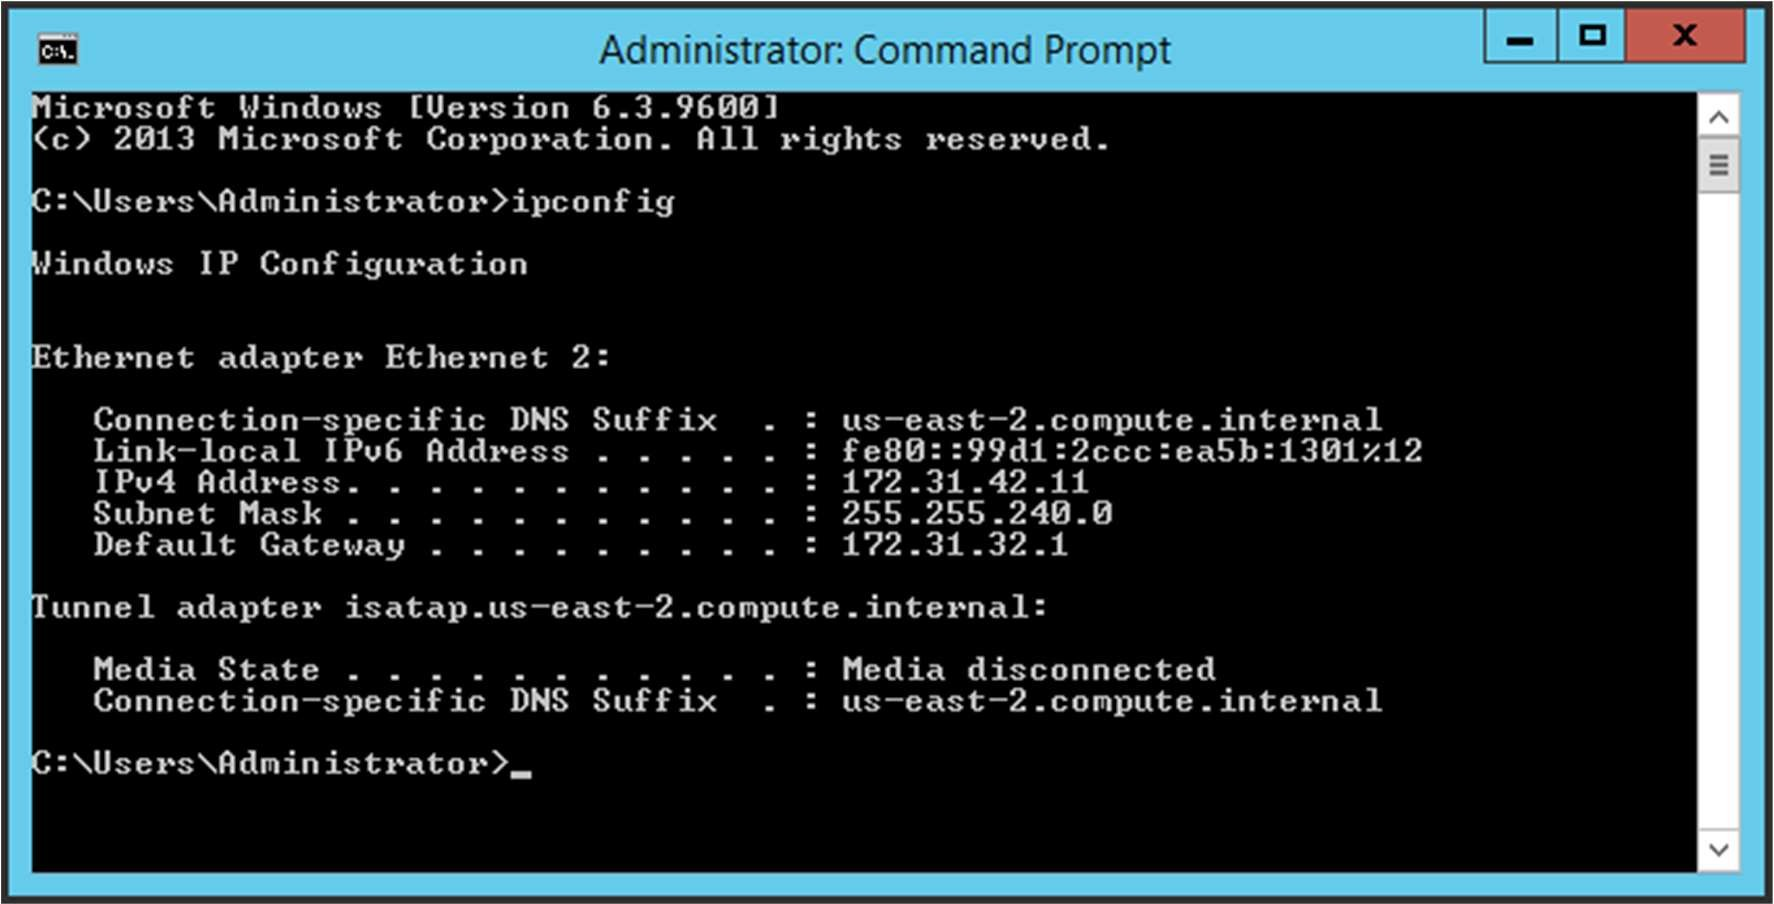 C:\.
Administrator: Command Prompt
Microsoft Windows [Version 6.3.9600]
(c) 2013 Microsoft Corporation. All rights reserved.
C:\Users\Administrator>ipconfig
Windows IP Configuration
Ethernet adapter Ethernet 2:
Connection-specific DNS Suffix  . : us-east-2.compute.internal
Link-local IPv6 Address . . . . . : fe80::99d1:2ccc:ea5b:1301%12
IPv4 Address. . . . . . . . . . . : 172.31.42.11
Subnet Mask . . . . . . . . . . . : 255.255.240.0
Default Gateway . . . . . . . . . : 172.31.32.1
Tunnel adapter isatap.us-east-2.compute.internal:
Media State . . . . . . . . . . . : Media disconnected
Connection-specific DNS Suffix  . : us-east-2.compute.internal
C:\Users\Administrator>_